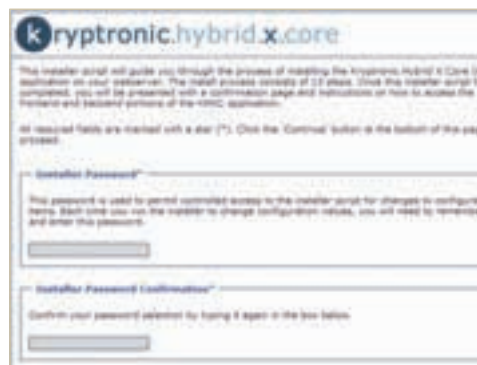 kryptronic.hybrid.x.core
This installer script will guide you through the process of installing the Kryptronic Hybrid X Core
application on your webserver. The install process consists of 13 steps. Once this installer script
completed, you will be presented with a confirmation page and instructions on how to access the
frontend and backend portions of the application.
All required fields are marked with a star (*). Click the 'Continue' button at the bottom of this
proceed.
Installer Password*
This password is used to permit controlled access to the installer script for changes to
items. Each time you run the installer to change configuration values, you will need to
and enter this password.
Installer Password Confirmation*
Confirm your password selection by typing it again in the box below.